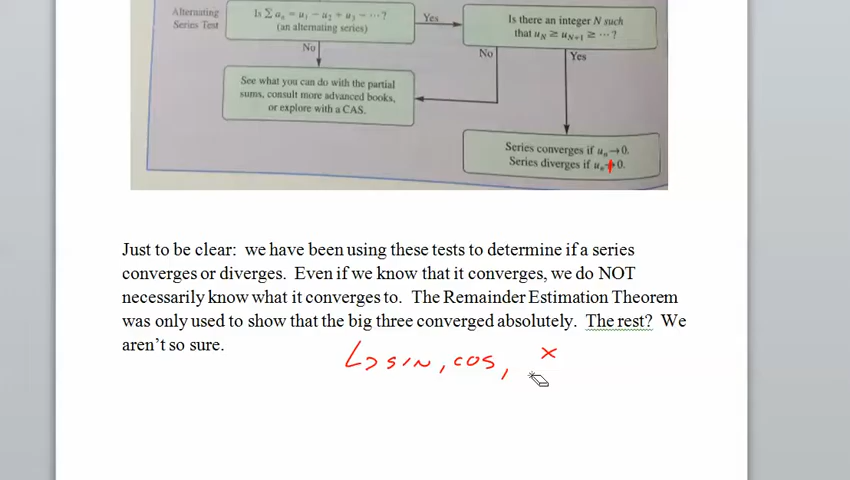 Alternating
Series Test
Is Σ aₙ = u₁ − u₂ + u₃ − ⋯?
(an alternating series)
Yes
Is there an integer N such
that u_N ≥ u_N+1 ≥ ⋯?
No
No
Yes
See what you can do with the partial
sums, consult more advanced books,
or explore with a CAS.
Series converges if uₙ→0.
Series diverges if uₙ↛0.
Just to be clear: we have been using these tests to determine if a series
converges or diverges. Even if we know that it converges, we do NOT
necessarily know what it converges to. The Remainder Estimation Theorem
was only used to show that the big three converged absolutely. The rest? We
aren't so sure.
↳ sin, cos, x